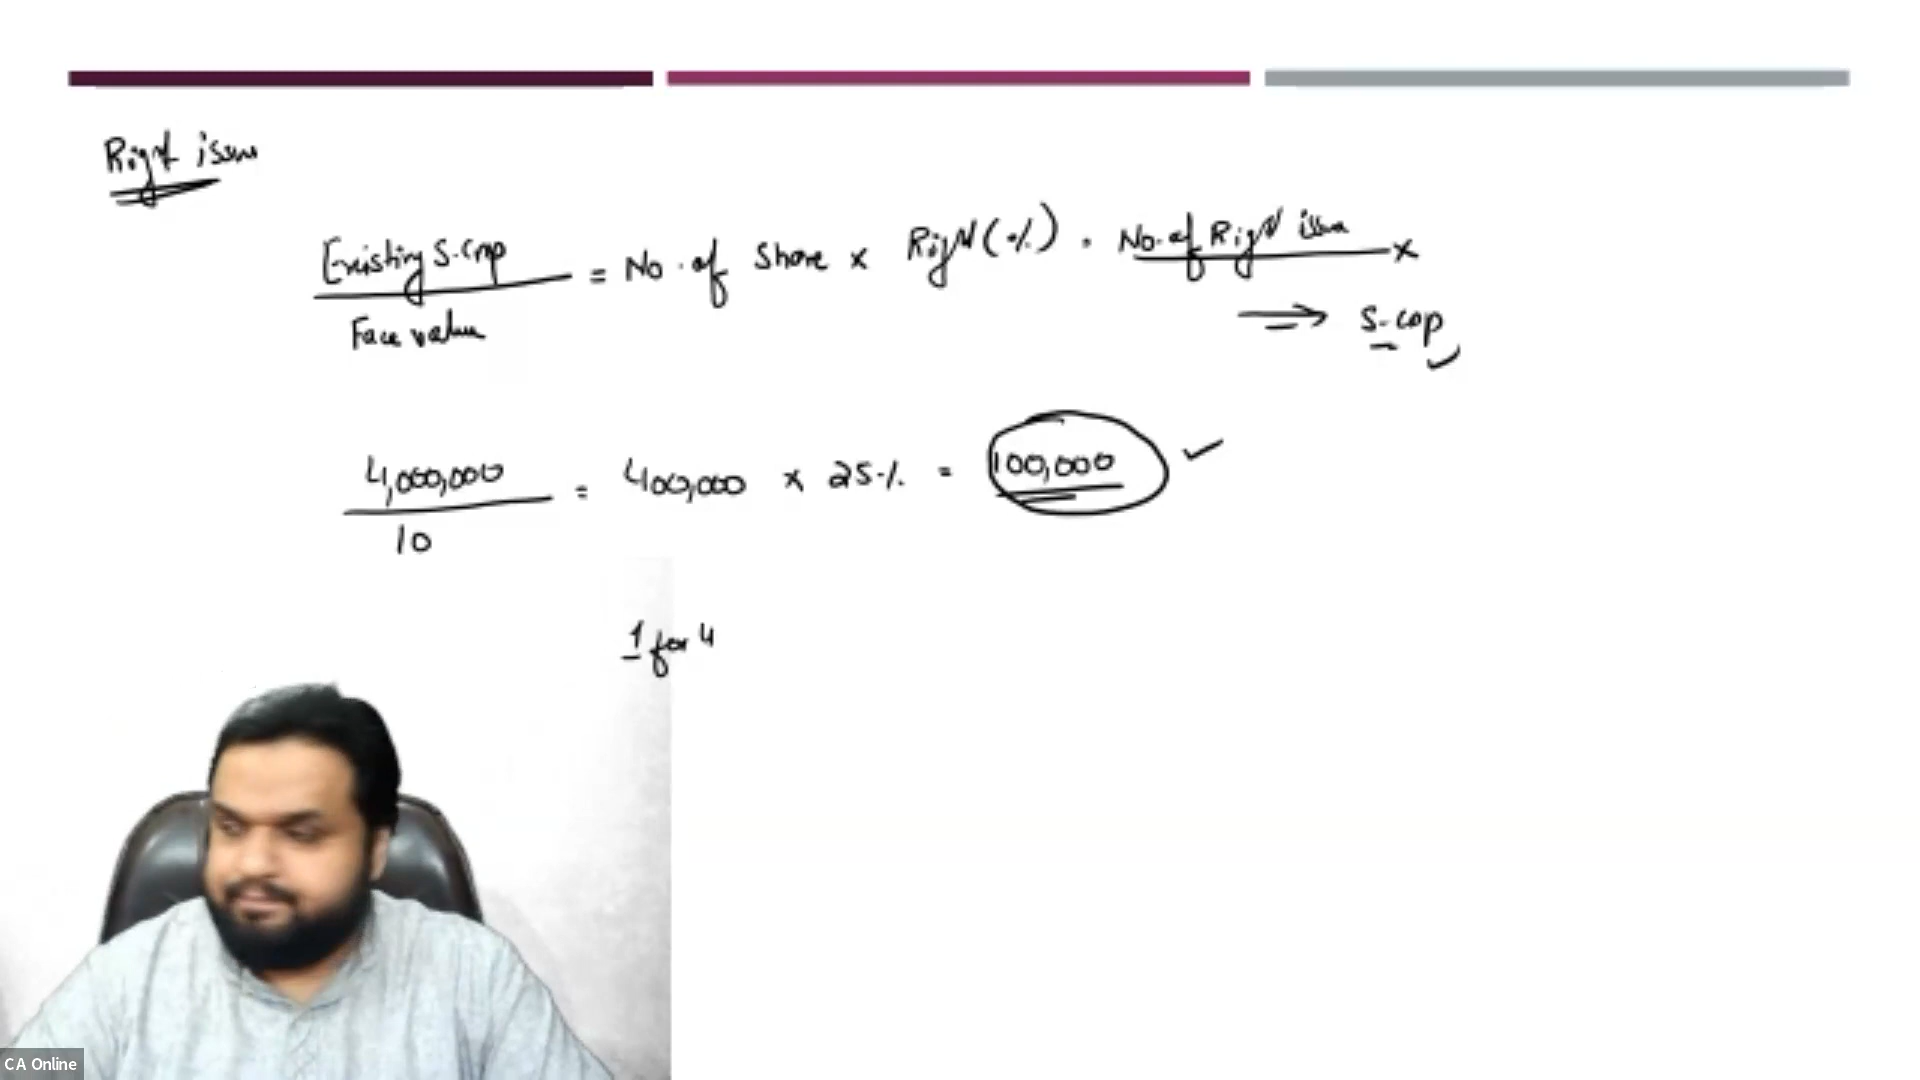 Right issue
Existing S.Cap = No. of Share x Right (%) = No. of Right issue x
Face value
⇒ S-cap
4,000,000 = 400,000 x 25% = 100,000 ✓
10
1 for 4
CA Online